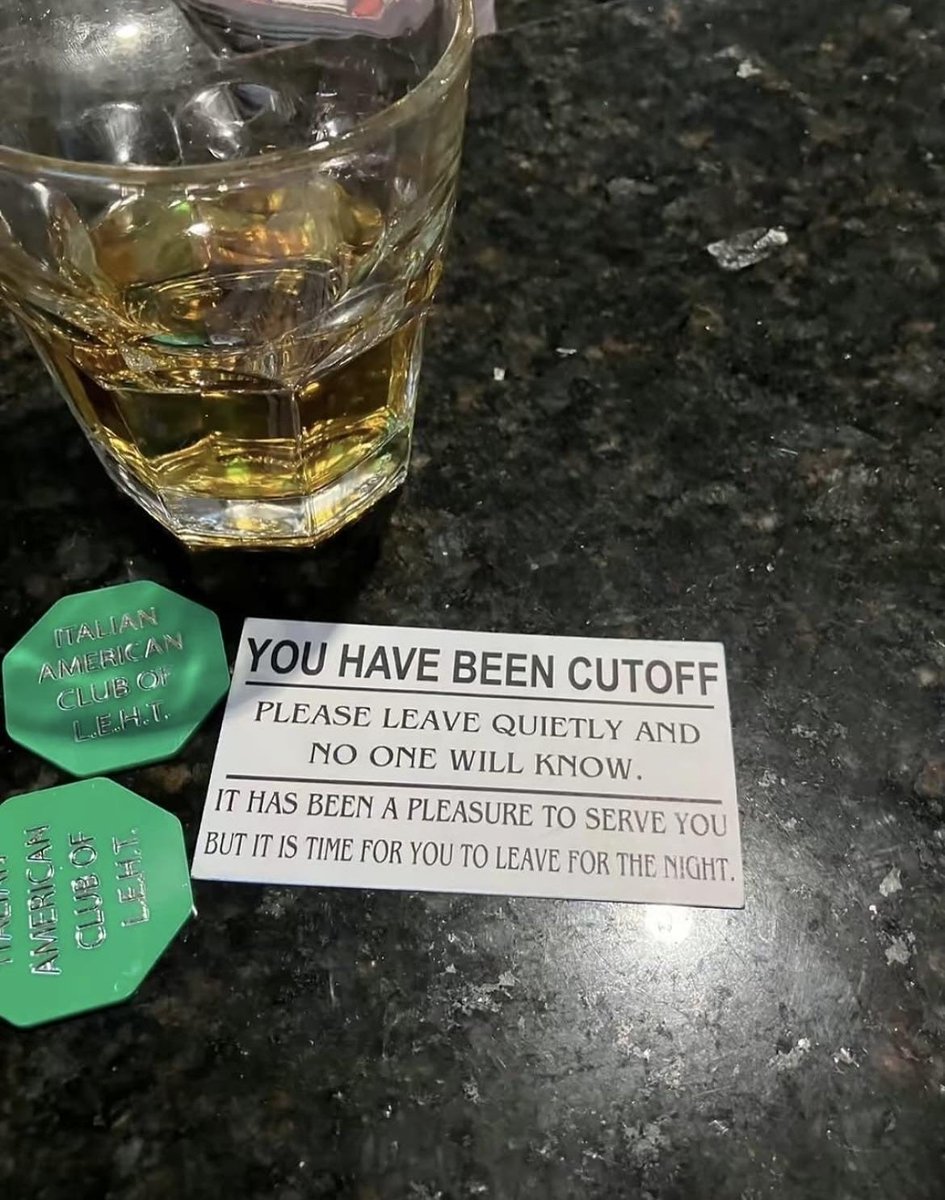 ITALIAN
AMERICAN
CLUB OF
L.E.H.T.
YOU HAVE BEEN CUTOFF
PLEASE LEAVE QUIETLY AND
NO ONE WILL KNOW.
IT HAS BEEN A PLEASURE TO SERVE YOU
BUT IT IS TIME FOR YOU TO LEAVE FOR THE NIGHT.
AMERICAN
CLUB OF
L.E.H.T.